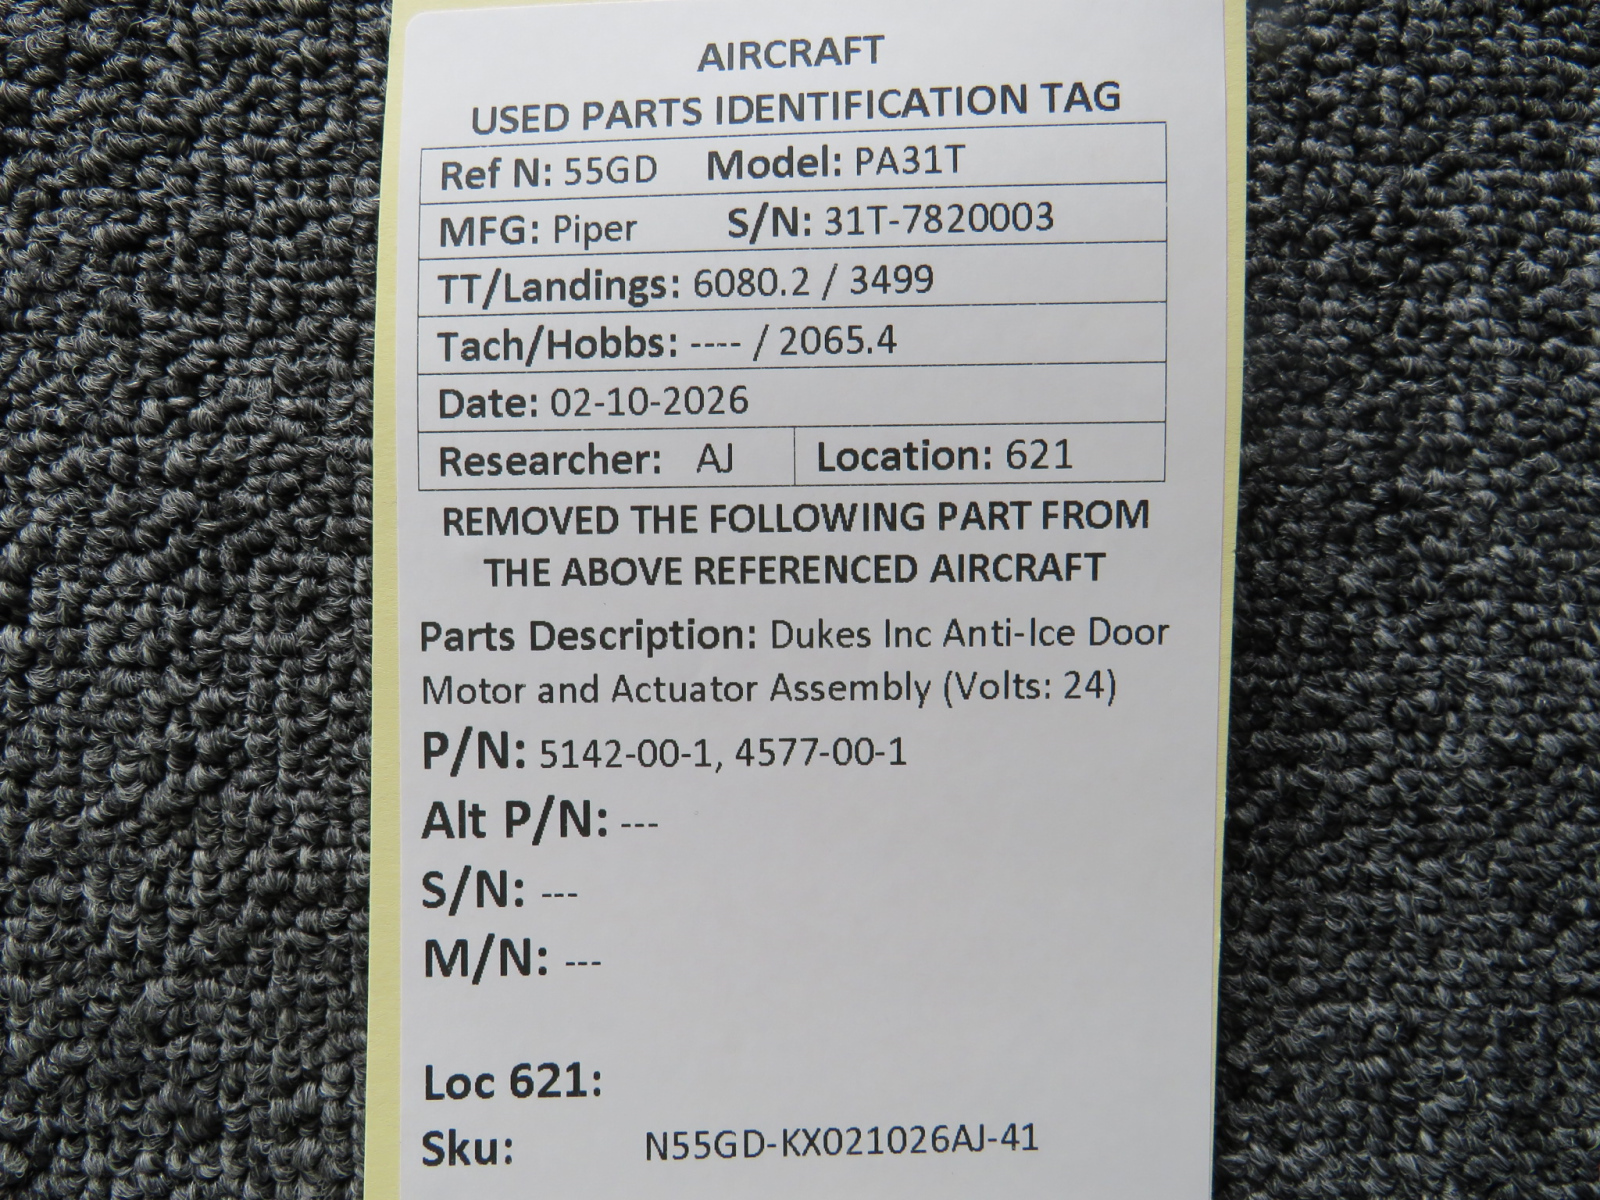 AIRCRAFT
USED PARTS IDENTIFICATION TAG
Ref N: 55GD Model: PA31T
MFG: Piper S/N: 31T-7820003
TT/Landings: 6080.2 / 3499
Tach/Hobbs: ---- / 2065.4
Date: 02-10-2026
Researcher: AJ Location: 621
REMOVED THE FOLLOWING PART FROM
THE ABOVE REFERENCED AIRCRAFT
Parts Description: Dukes Inc Anti-Ice Door
Motor and Actuator Assembly (Volts: 24)
P/N: 5142-00-1, 4577-00-1
Alt P/N: ---
S/N: ---
M/N: ---
Loc 621:
Sku: N55GD-KX021026AJ-41